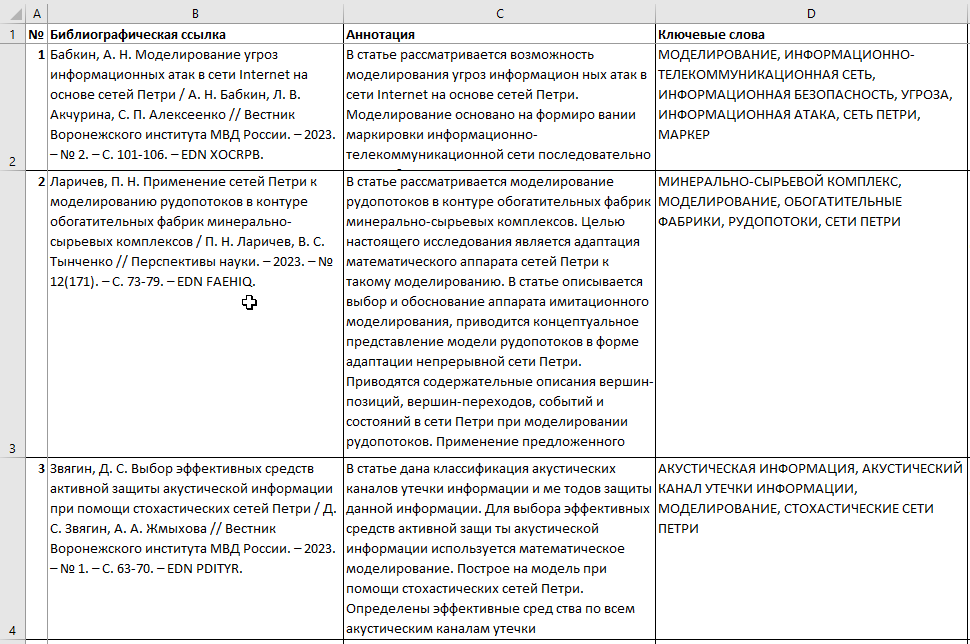 A B C D
1 № Библиографическая ссылка Аннотация Ключевые слова
1 Бабкин, А. Н. Моделирование угроз
информационных атак в сети Internet на
основе сетей Петри / А. Н. Бабкин, Л. В.
Акчурина, С. П. Алексеенко // Вестник
Воронежского института МВД России. – 2023.
– № 2. – С. 101-106. – EDN XOCRPB.
В статье рассматривается возможность
моделирования угроз информацион ных атак в
сети Internet на основе сетей Петри.
Моделирование основано на формиро вании
маркировки информационно-
телекоммуникационной сети последовательно
МОДЕЛИРОВАНИЕ, ИНФОРМАЦИОННО-
ТЕЛЕКОММУНИКАЦИОННАЯ СЕТЬ,
ИНФОРМАЦИОННАЯ БЕЗОПАСНОСТЬ, УГРОЗА,
ИНФОРМАЦИОННАЯ АТАКА, СЕТЬ ПЕТРИ,
МАРКЕР
2
2 Ларичев, П. Н. Применение сетей Петри к
моделированию рудопотоков в контуре
обогатительных фабрик минерально-
сырьевых комплексов / П. Н. Ларичев, В. С.
Тынченко // Перспективы науки. – 2023. – №
12(171). – С. 73-79. – EDN FAEHIQ.
В статье рассматривается моделирование
рудопотоков в контуре обогатительных фабрик
минерально-сырьевых комплексов. Целью
настоящего исследования является адаптация
математического аппарата сетей Петри к
такому моделированию. В статье описывается
выбор и обоснование аппарата имитационного
моделирования, приводится концептуальное
представление модели рудопотоков в форме
адаптации непрерывной сети Петри.
Приводятся содержательные описания вершин-
позиций, вершин-переходов, событий и
состояний в сети Петри при моделировании
рудопотоков. Применение предложенного
МИНЕРАЛЬНО-СЫРЬЕВОЙ КОМПЛЕКС,
МОДЕЛИРОВАНИЕ, ОБОГАТИТЕЛЬНЫЕ
ФАБРИКИ, РУДОПОТОКИ, СЕТИ ПЕТРИ
3
3 Звягин, Д. С. Выбор эффективных средств
активной защиты акустической информации
при помощи стохастических сетей Петри / Д.
С. Звягин, А. А. Жмыхова // Вестник
Воронежского института МВД России. – 2023.
– № 1. – С. 63-70. – EDN PDITYR.
В статье дана классификация акустических
каналов утечки информации и ме тодов защиты
данной информации. Для выбора эффективных
средств активной защи ты акустической
информации используется математическое
моделирование. Построе на модель при
помощи стохастических сетей Петри.
Определены эффективные сред ства по всем
акустическим каналам утечки
АКУСТИЧЕСКАЯ ИНФОРМАЦИЯ, АКУСТИЧЕСКИЙ
КАНАЛ УТЕЧКИ ИНФОРМАЦИИ,
МОДЕЛИРОВАНИЕ, СТОХАСТИЧЕСКИЕ СЕТИ
ПЕТРИ
4